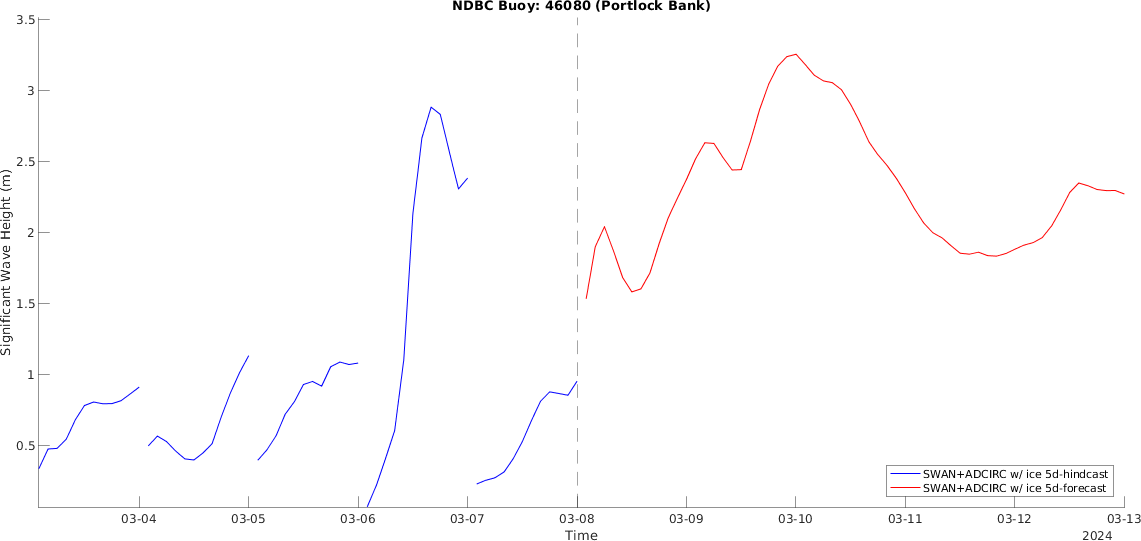 NDBC Buoy: 46080 (Portlock Bank)
3.5
3
2.5
2
1.5
1
0.5
Significant Wave Height (m)
SWAN+ADCIRC w/ ice 5d-hindcast
SWAN+ADCIRC w/ ice 5d-forecast
03-04 03-05 03-06 03-07 03-08 03-09 03-10 03-11 03-12 03-13
Time
2024